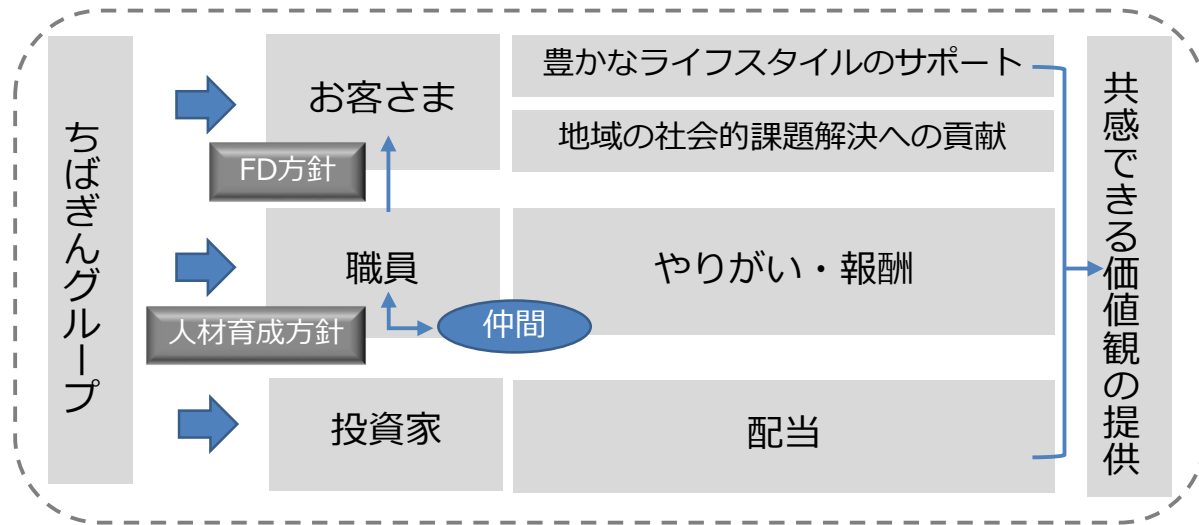 ちばぎんグループ
お客さま
豊かなライフスタイルのサポート
地域の社会的課題解決への貢献
FD方針
職員
やりがい・報酬
仲間
人材育成方針
投資家
配当
共感できる価値観の提供